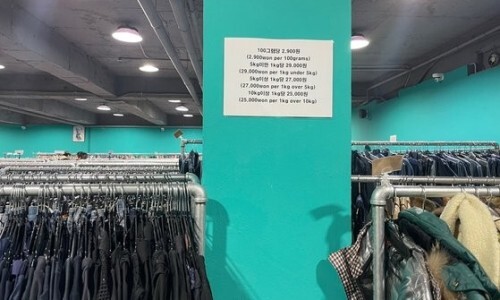 100그램당 2,900원
(2,900won per 100grams)
5kg미만 1kg당 29,000원
(29,000won per 1kg under 5kg)
5kg이상 1kg당 27,000원
(27,000won per 1kg over 5kg)
10kg이상 1kg당 25,000원
(25,000won per 1kg over 10kg)